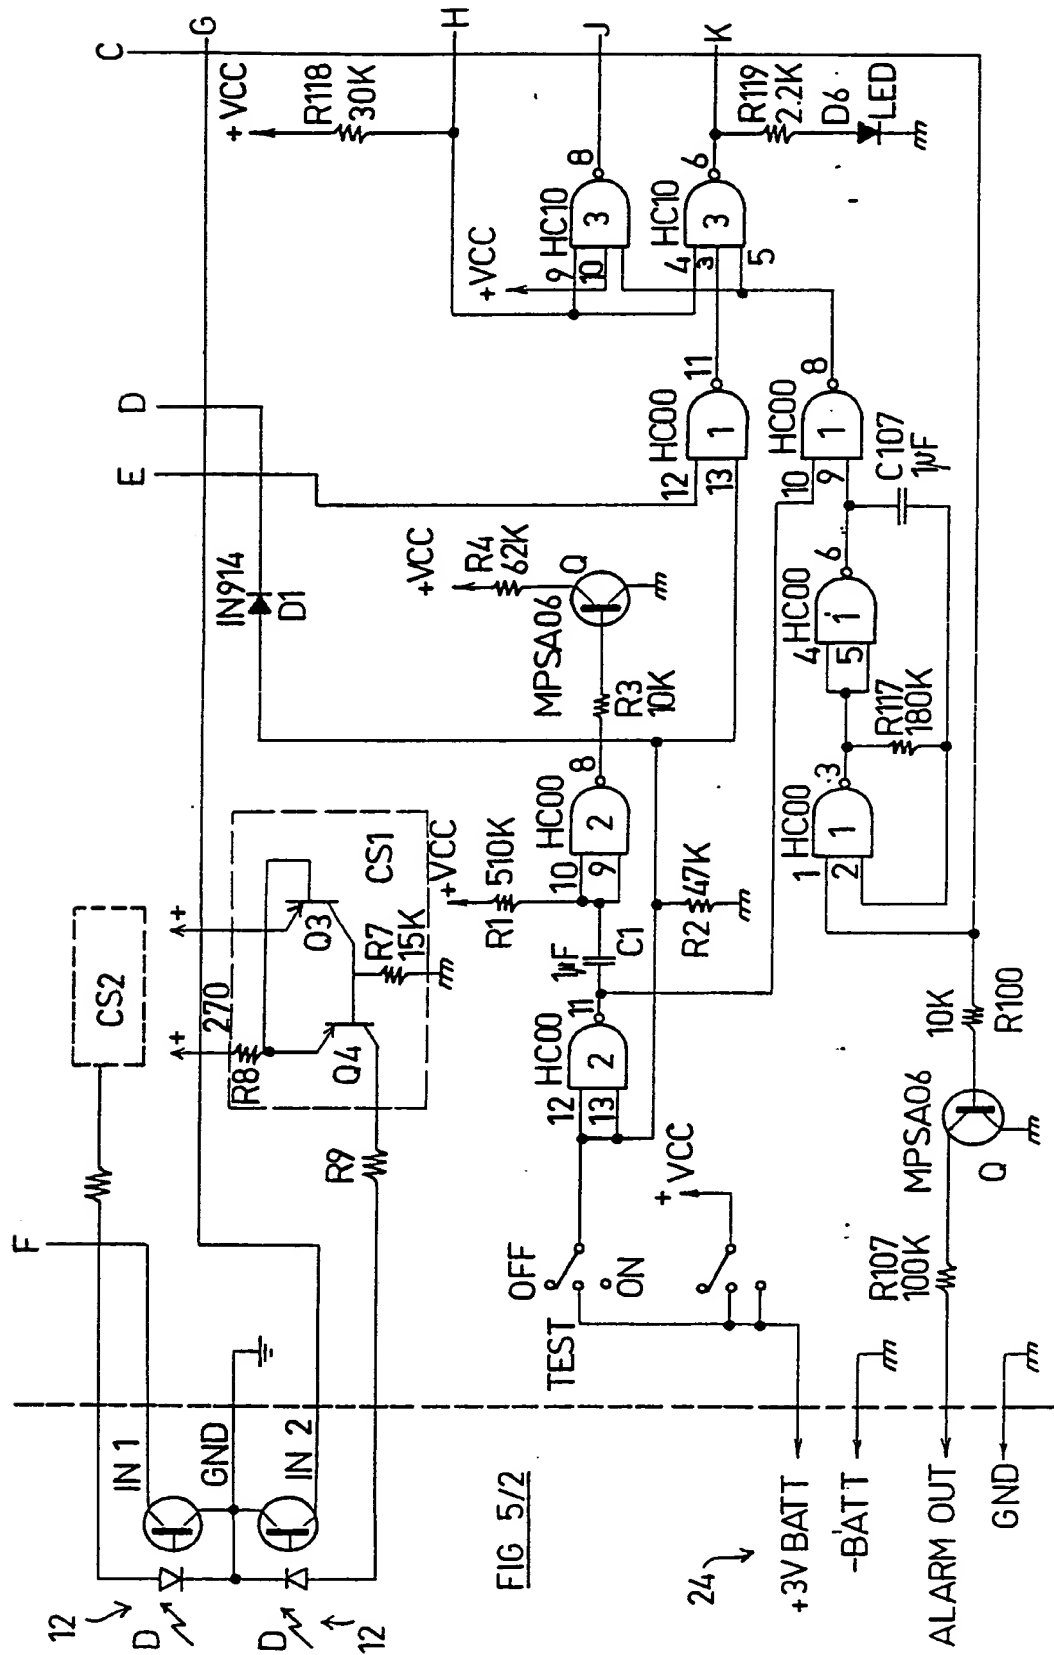 C
G
+VCC
R118
30K
H
J
K
R119
2.2K
D6
LED
8
HC10
3
9
10
+VCC
6
HC10
3
4
3
5
D
E
11
HC00
1
12
13
8
HC00
1
10
9
C107
1µF
IN914
D1
+VCC
R4
62K
Q
MPSA06
R3
10K
6
HC00
1
4
5
R117
180K
3
HC00
1
1
2
CS2
CS1
+
+
Q3
R7
15K
270
R8
Q4
R9
+VCC
R1
510K
8
HC00
2
10
9
1µF
C1
R2
47K
11
HC00
2
12
13
+VCC
10K
R100
MPSA06
Q
R107
100K
F
OFF
ON
TEST
IN 1
GND
IN 2
12
D
D
12
FIG 5/2
24
+3V BATT
-BATT
ALARM OUT
GND